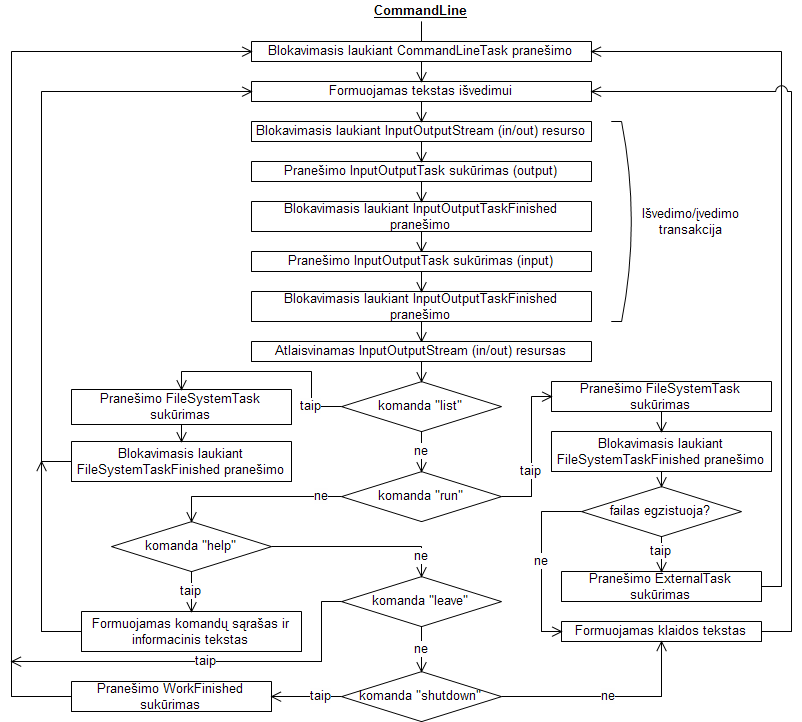 CommandLine
Blokavimasis laukiant CommandLineTask pranešimo
Formuojamas tekstas išvedimui
Blokavimasis laukiant InputOutputStream (in/out) resurso
Pranešimo InputOutputTask sukūrimas (output)
Blokavimasis laukiant InputOutputTaskFinished
pranešimo
Išvedimo/įvedimo
transakcija
Pranešimo InputOutputTask sukūrimas (input)
Blokavimasis laukiant InputOutputTaskFinished
pranešimo
Atlaisvinamas InputOutputStream (in/out) resursas
komanda "list"
taip
Pranešimo FileSystemTask
sukūrimas
Blokavimasis laukiant
FileSystemTaskFinished pranešimo
ne
komanda "run"
taip
Pranešimo FileSystemTask
sukūrimas
Blokavimasis laukiant
FileSystemTaskFinished pranešimo
failas egzistuoja?
taip
ne
Pranešimo ExternalTask
sukūrimas
Formuojamas klaidos tekstas
ne
komanda "help"
taip
ne
Formuojamas komandų sąrašas ir
informacinis tekstas
komanda "leave"
taip
ne
komanda "shutdown"
taip
ne
Pranešimo WorkFinished
sukūrimas